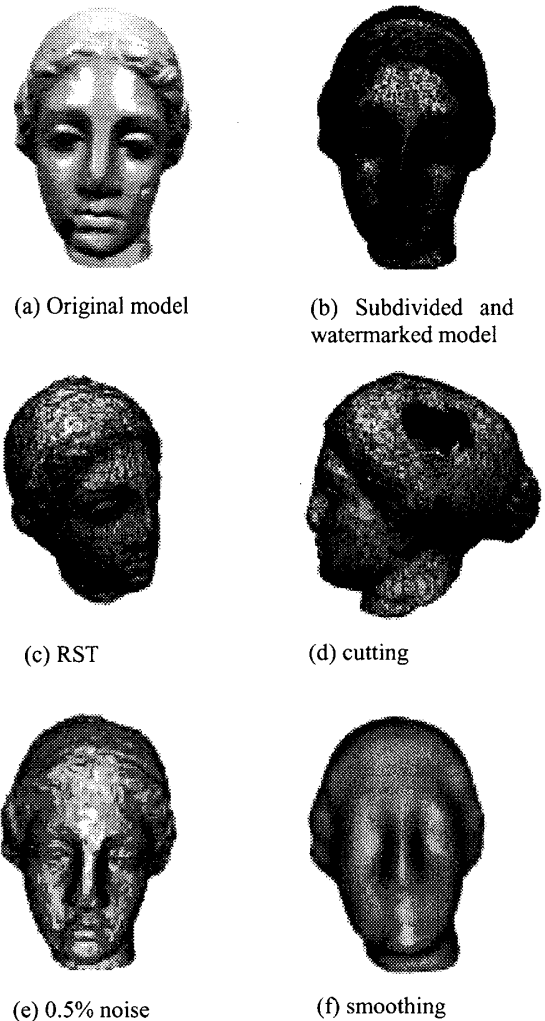 (a) Original model
(b) Subdivided and
watermarked model
(c) RST
(d) cutting
(e) 0.5% noise
(f) smoothing